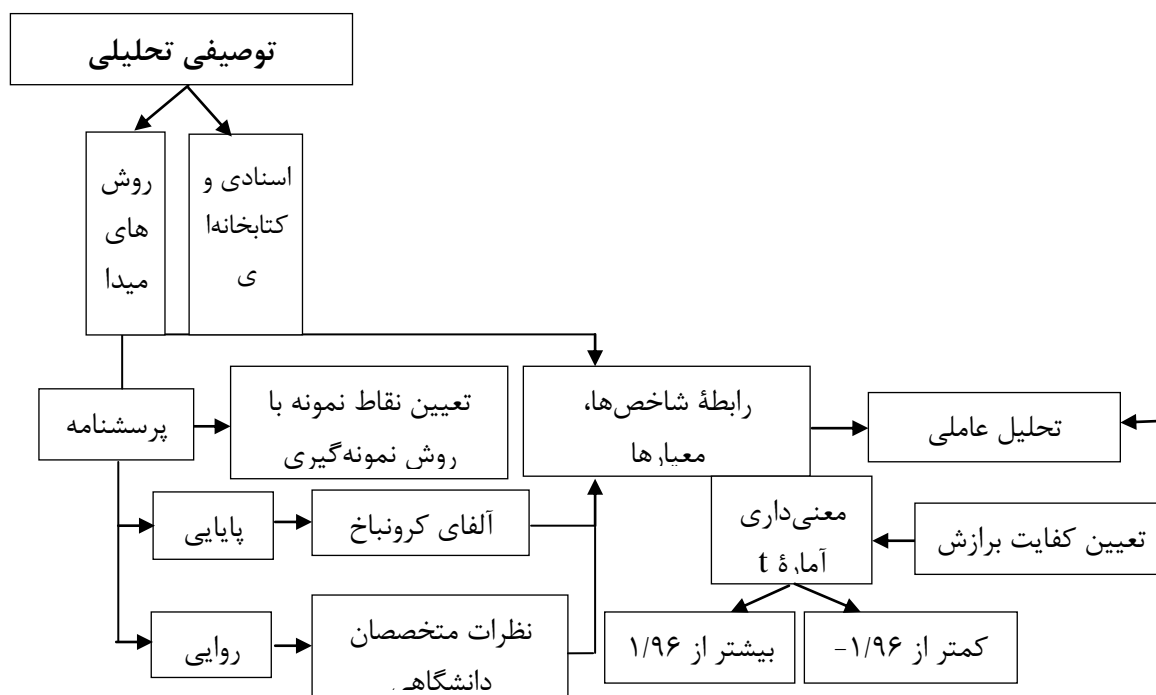 توصیفی تحلیلی
اسنادی و
کتابخانه‌ا
ی
روش
های
میدا
پرسشنامه
تعیین نقاط نمونه با
روش نمونه‌گیری
رابطهٔ شاخص‌ها،
معیارها
تحلیل عاملی
پایایی
آلفای کرونباخ
معنی‌داری
آمارهٔ t
تعیین کفایت برازش
روایی
نظرات متخصصان
دانشگاهی
بیشتر از ۱/۹۶
کمتر از ۱/۹۶-